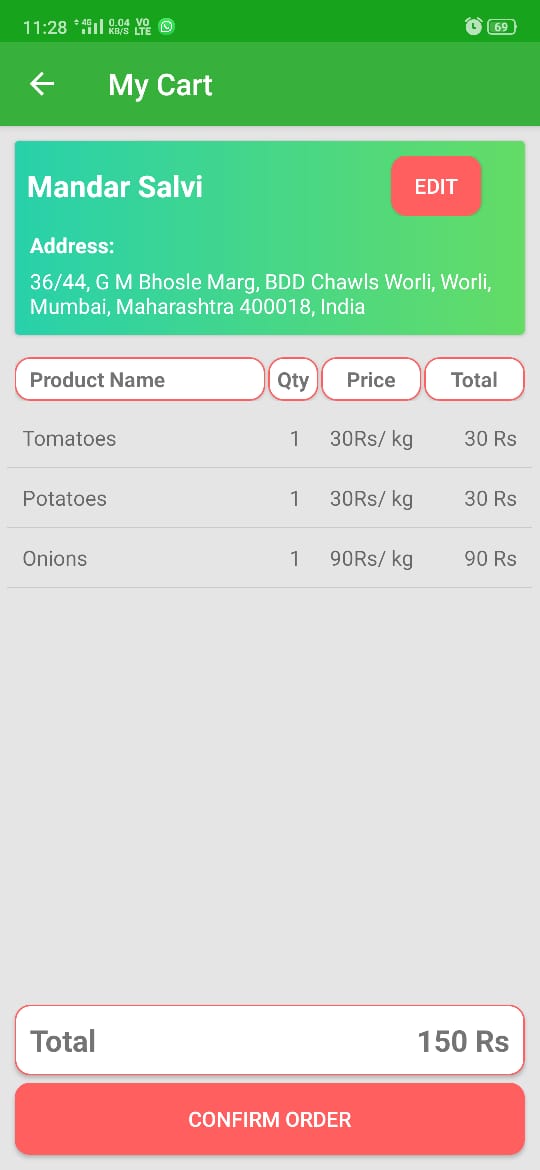 11:28 4G 0.04 KB/S VO LTE 69
My Cart
Mandar Salvi EDIT
Address:
36/44, G M Bhosle Marg, BDD Chawls Worli, Worli,
Mumbai, Maharashtra 400018, India
Product Name Qty Price Total
Tomatoes 1 30Rs/ kg 30 Rs
Potatoes 1 30Rs/ kg 30 Rs
Onions 1 90Rs/ kg 90 Rs
Total 150 Rs
CONFIRM ORDER